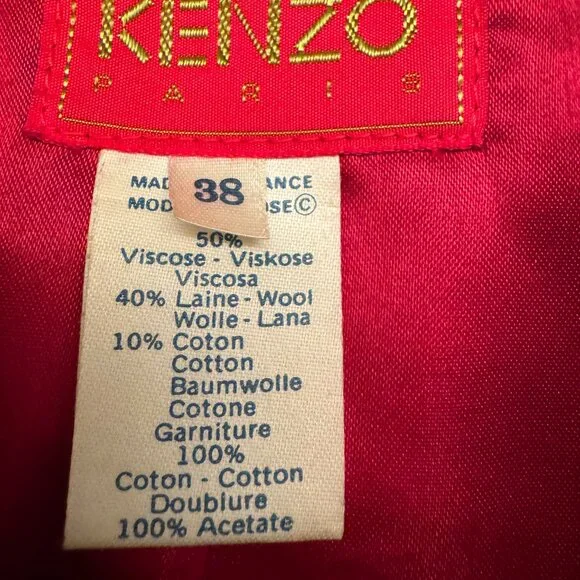 KENZO
PARIS
38
50%
Viscose - Viskose
Viscosa
40% Laine - Wool
Wolle - Lana
10% Coton
Cotton
Baumwolle
Cotone
Garniture
100%
Coton - Cotton
Doublure
100% Acetate